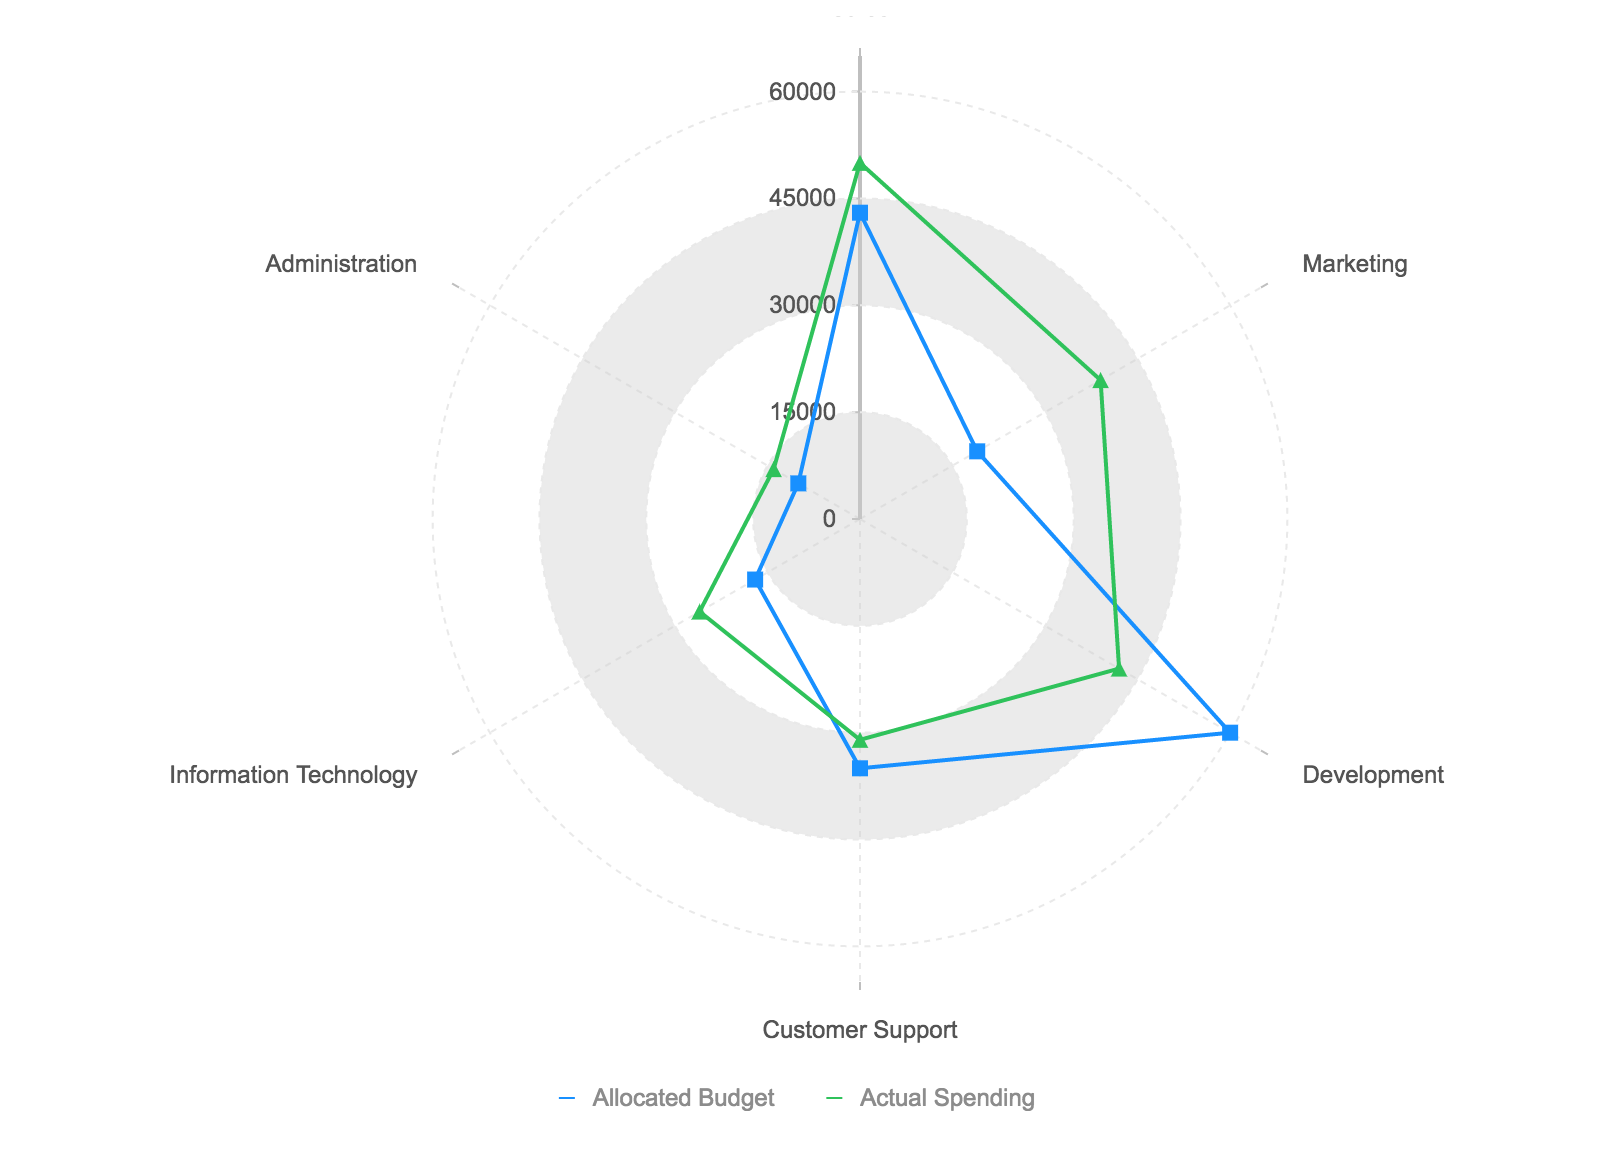 60000
45000
Administration
Marketing
30000
15000
0
Information Technology
Development
Customer Support
Allocated Budget
Actual Spending